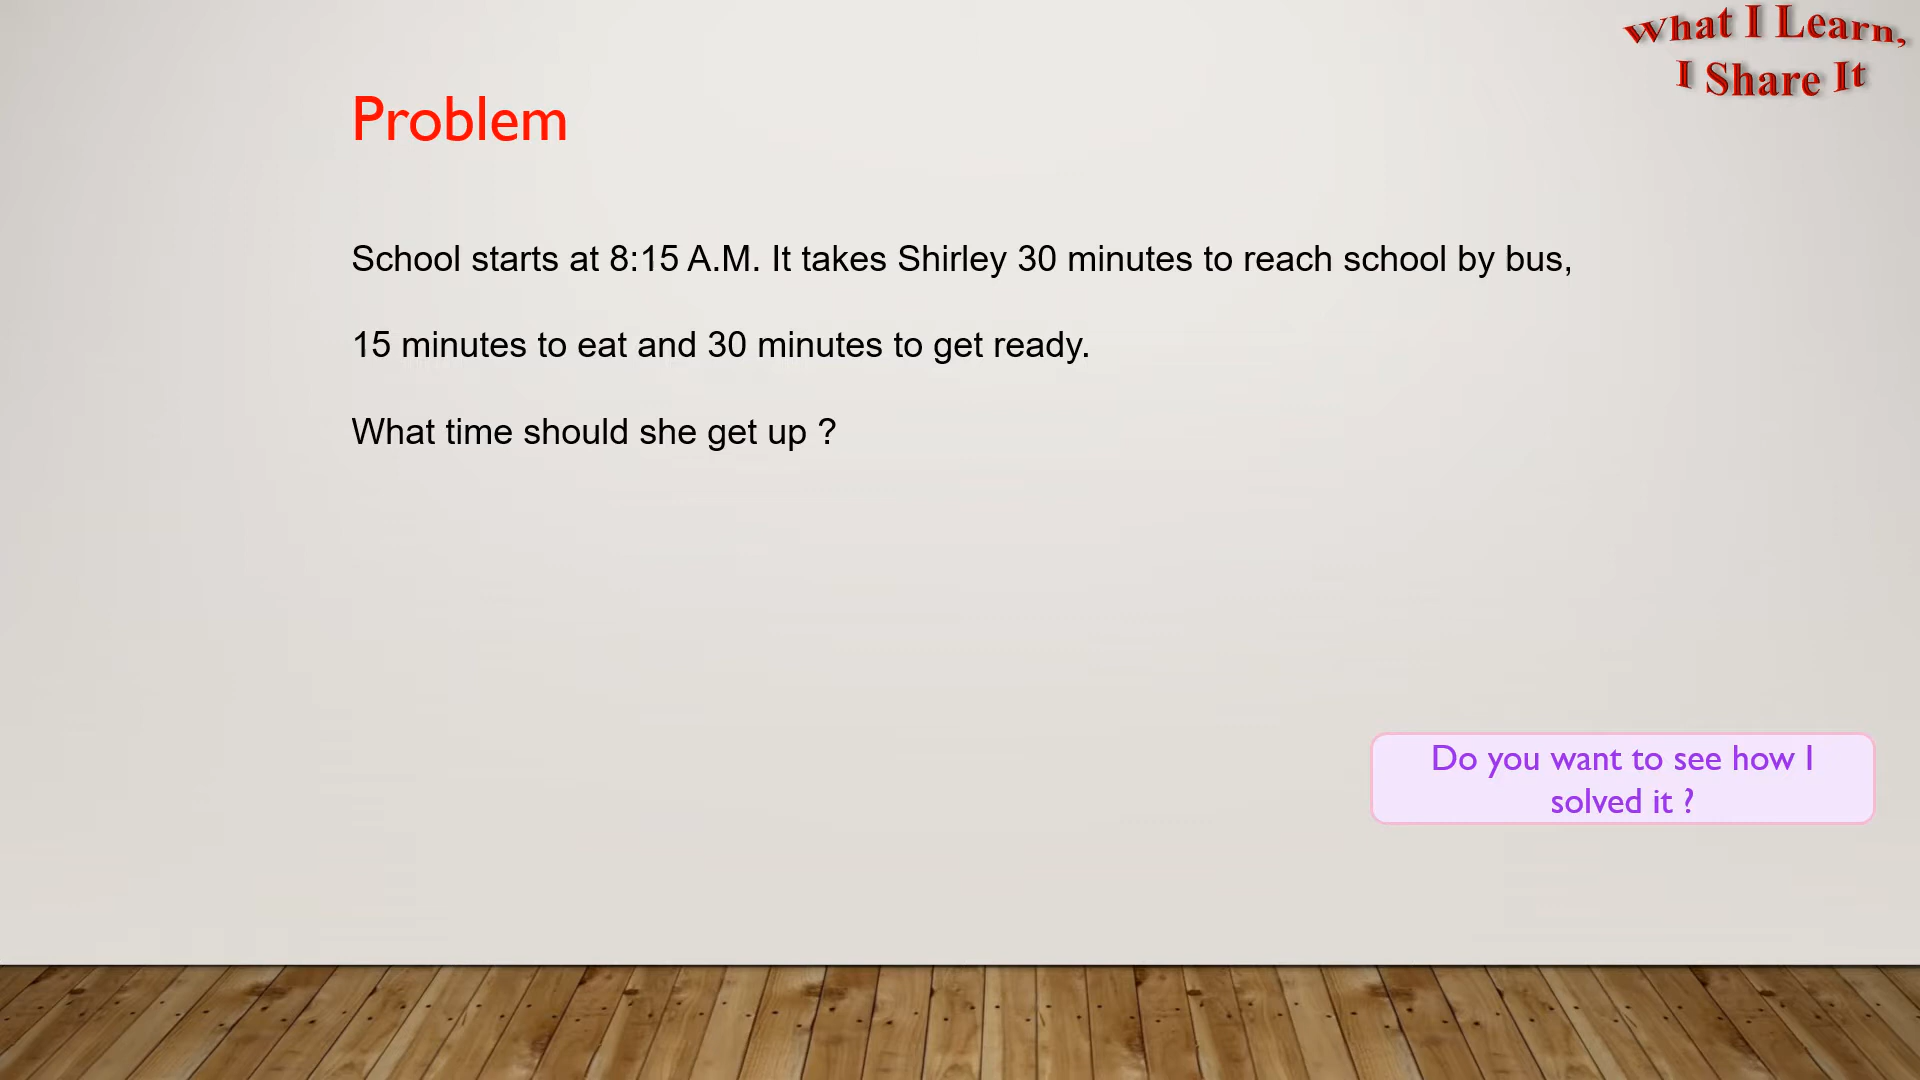 What I Learn,
I Share It
Problem
School starts at 8:15 A.M. It takes Shirley 30 minutes to reach school by bus,
15 minutes to eat and 30 minutes to get ready.
What time should she get up ?
Do you want to see how I
solved it ?